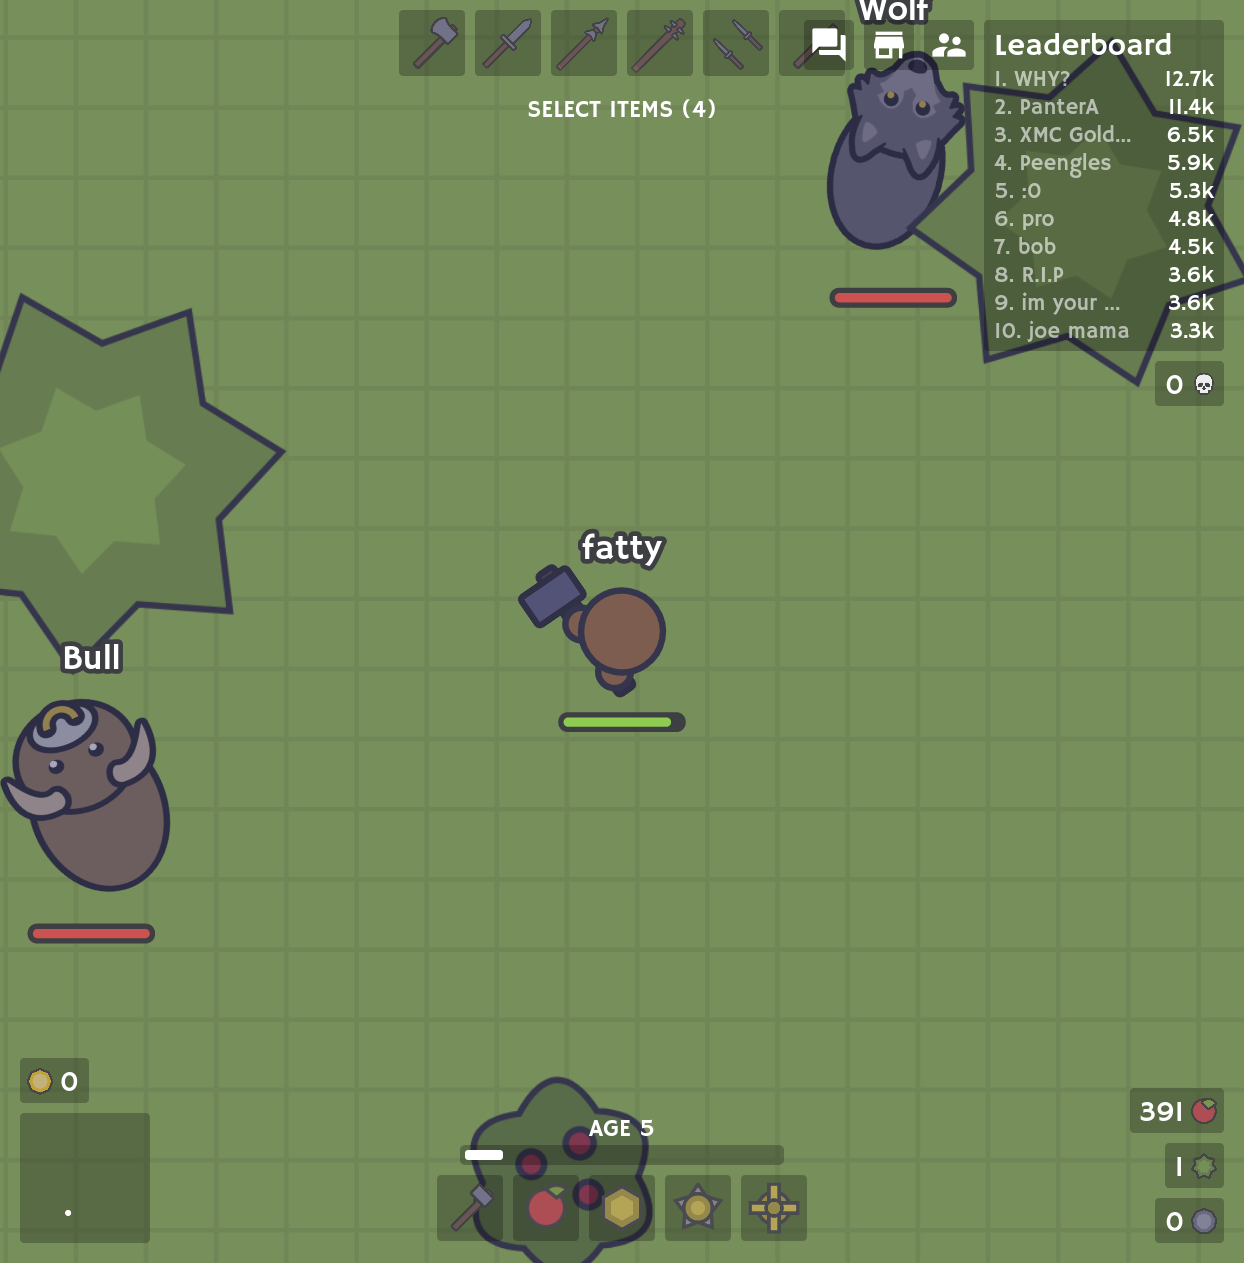 Wolf
SELECT ITEMS (4)
Leaderboard
1. WHY? 12.7k
2. PanterA 11.4k
3. XMC Gold... 6.5k
4. Peengles 5.9k
5. :O 5.3k
6. pro 4.8k
7. bob 4.5k
8. R.I.P 3.6k
9. im your ... 3.6k
10. joe mama 3.3k
0
fatty
Bull
0
AGE 5
391
1
0